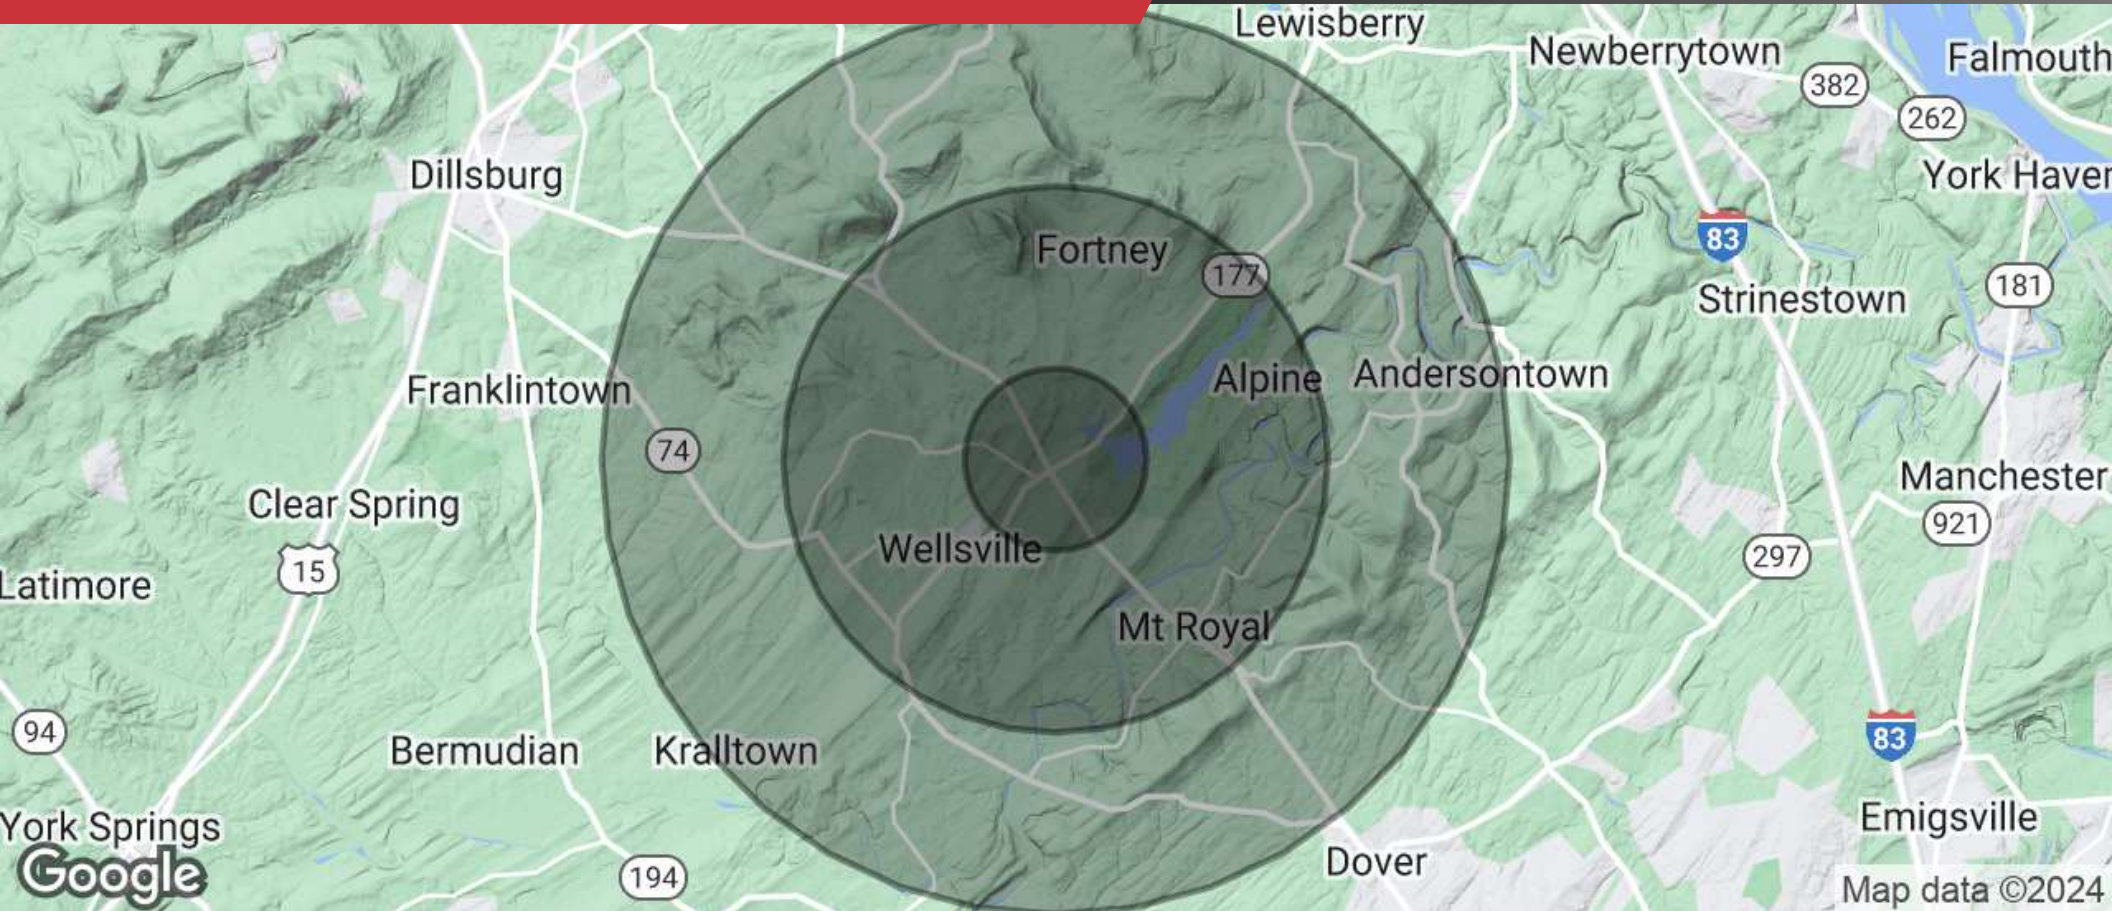 Lewisberry
Newberrytown
Falmouth
382
262
Dillsburg
York Haven
83
Fortney
177
181
Strinestown
Franklintown
Alpine
Andersontown
74
Manchester
Clear Spring
921
Wellsville
297
15
Latimore
Mt Royal
94
83
Bermudian
Kralltown
York Springs
Emigsville
Google
Dover
194
Map data ©2024